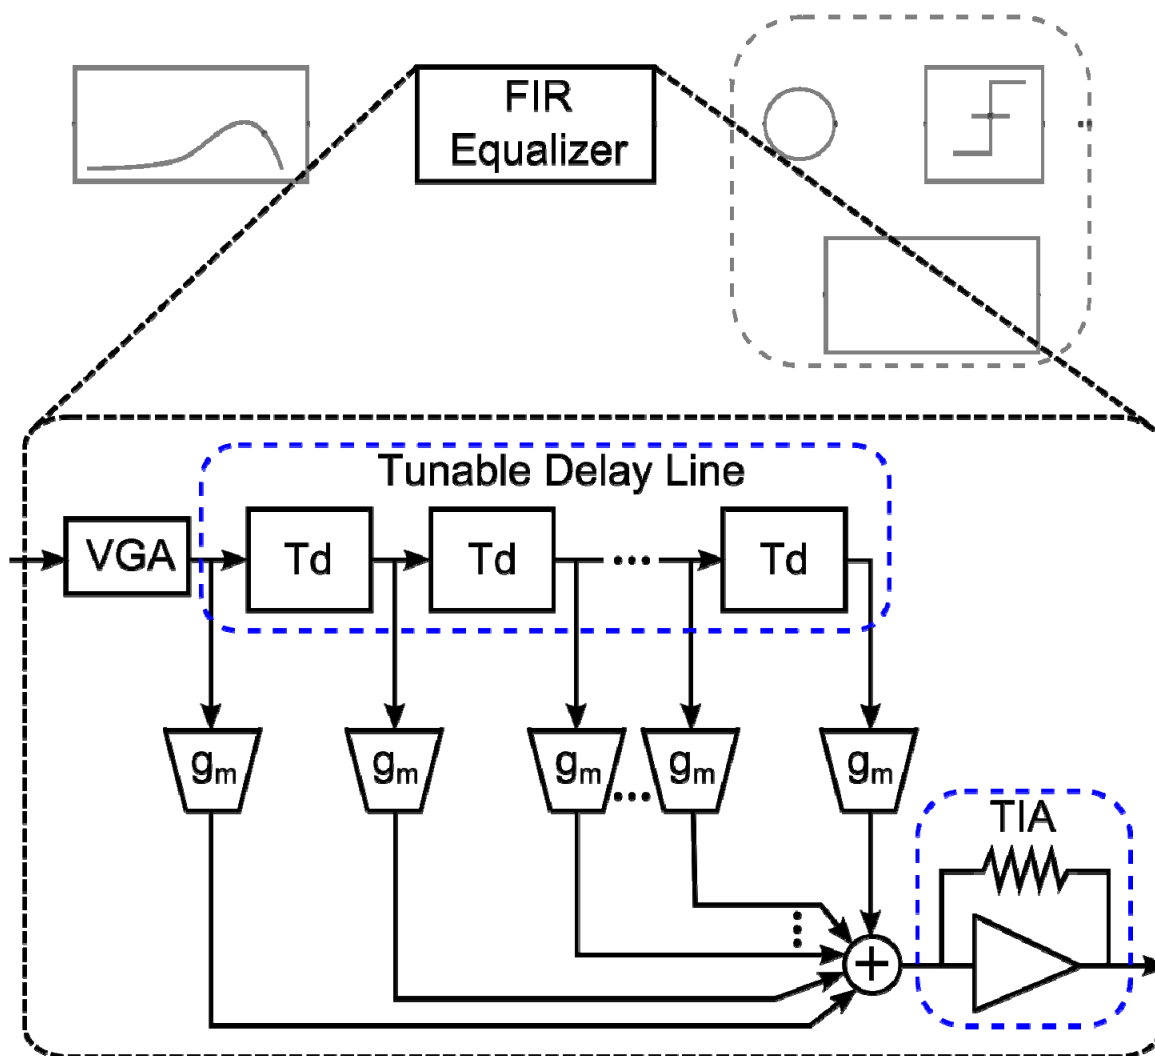 FIR
Equalizer
Tunable Delay Line
VGA
Td
Td
...
Td
gm
gm
gm
...
gm
gm
TIA
+